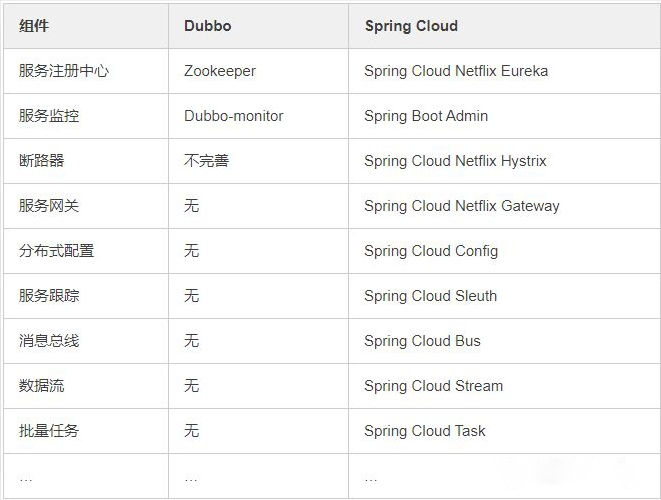 组件 Dubbo Spring Cloud
服务注册中心 Zookeeper Spring Cloud Netflix Eureka
服务监控 Dubbo-monitor Spring Boot Admin
断路器 不完善 Spring Cloud Netflix Hystrix
服务网关 无 Spring Cloud Netflix Gateway
分布式配置 无 Spring Cloud Config
服务跟踪 无 Spring Cloud Sleuth
消息总线 无 Spring Cloud Bus
数据流 无 Spring Cloud Stream
批量任务 无 Spring Cloud Task
… … …